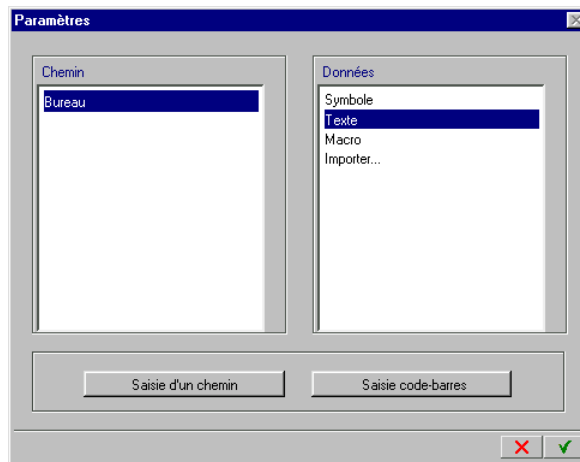 Paramètres
Chemin
Bureau
Données
Symbole
Texte
Macro
Importer...
Saisie d'un chemin
Saisie code-barres